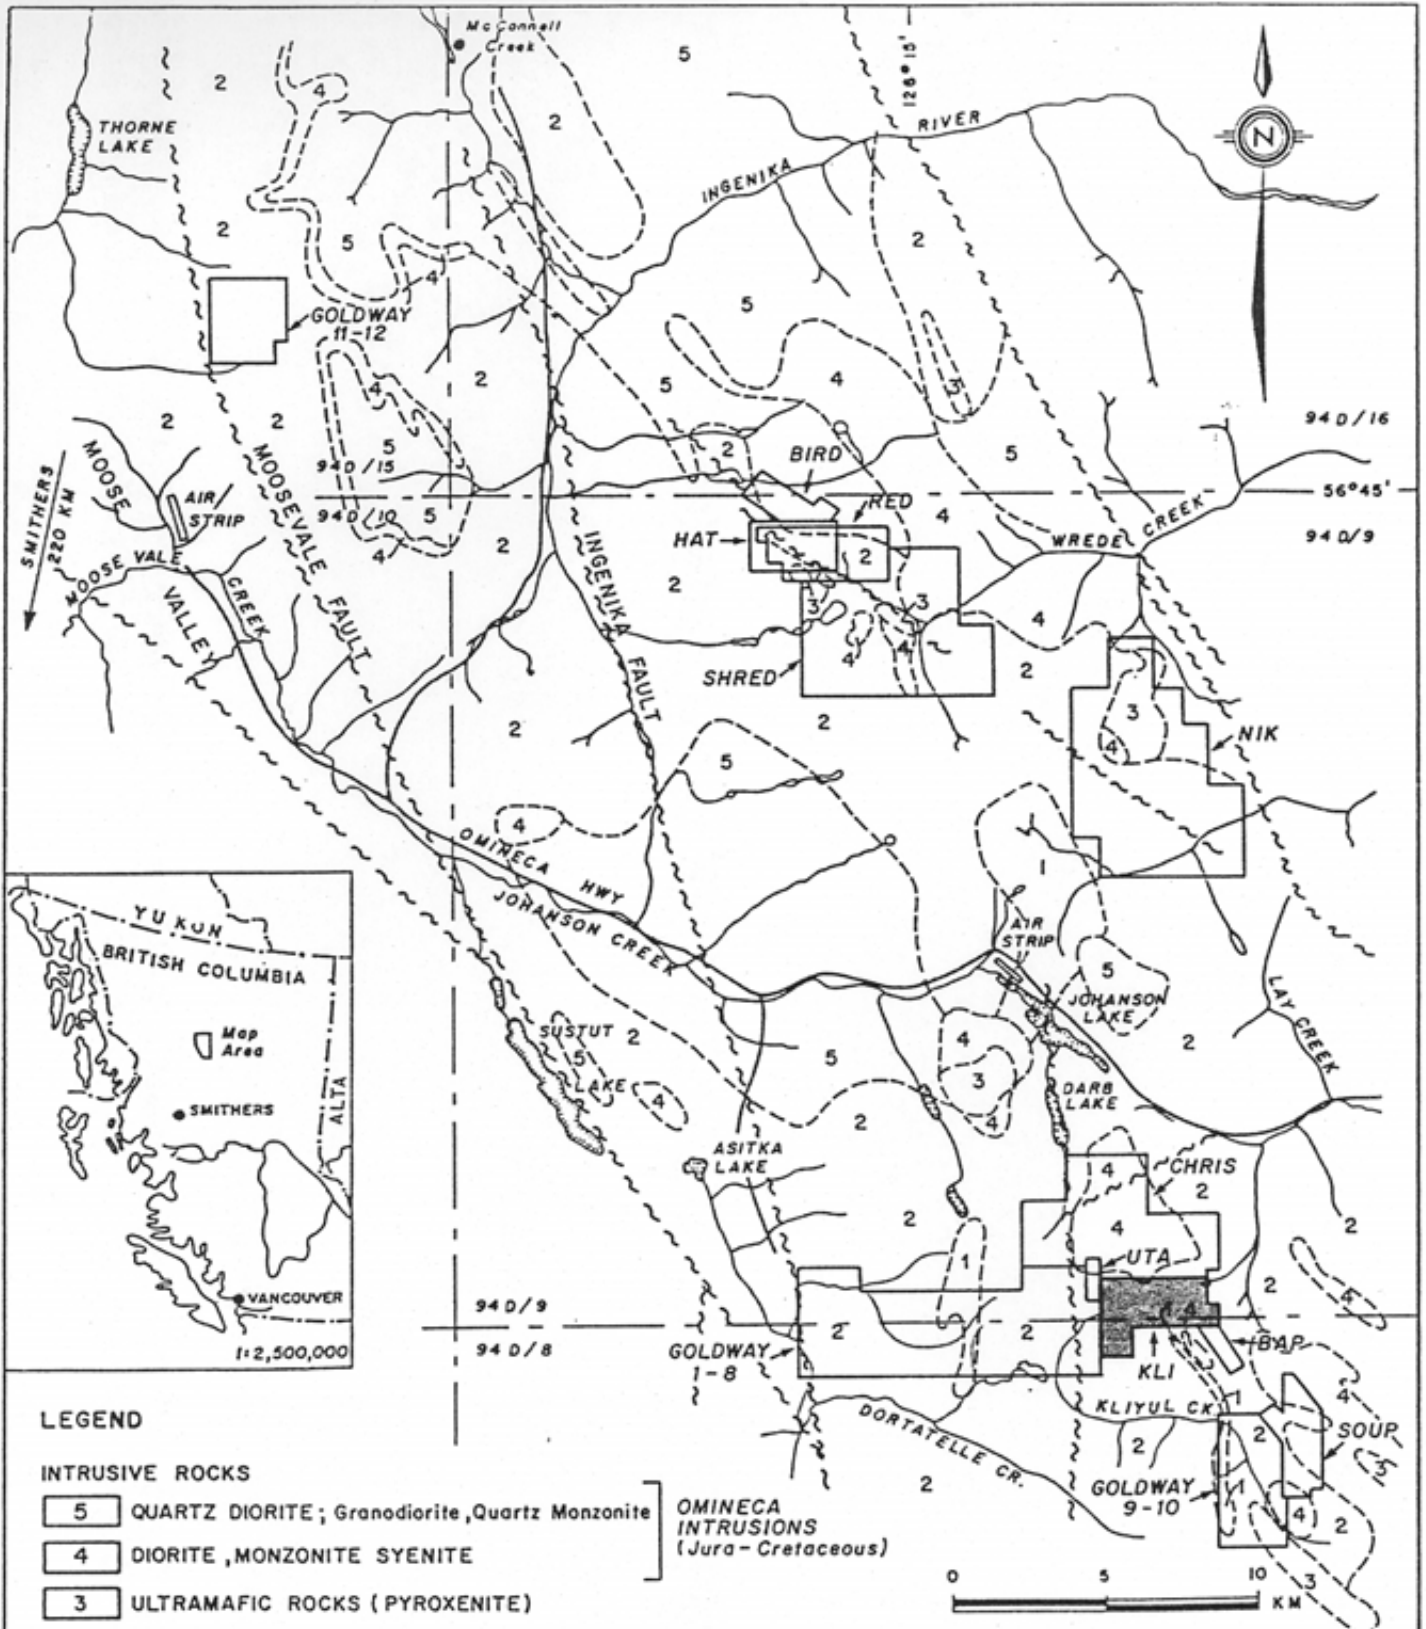 Mc Connell
Creek
5
126° 15'
2
4
THORNE
LAKE
2
RIVER
N
INGENIKA
2
5
2
4
5
GOLDWAY
11-12
4
2
5
4
3
94 D/16
2
2
5
2
BIRD
5
MOOSE
94 D/15
56° 45'
SMITHERS
220 KM
AIR
STRIP
MOOSEVALE
FAULT
94 D/10
5
4
2
RED
4
HAT
2
WREDE CREEK
94 D/9
INGENIKA
FAULT
2
MOOSE VALE
CREEK
VALLEY
3
3
4
4
4
SHRED
2
2
2
3
NIK
4
5
4
OMINECA HWY
1
JOHANSON CREEK
AIR
STRIP
5
JOHANSON
LAKE
LAY CREEK
YUKON
BRITISH COLUMBIA
Map
Area
SMITHERS
ALTA
VANCOUVER
1:2,500,000
SUSTUT
5
LAKE
2
4
5
4
3
4
2
DARB
LAKE
2
ASITKA
LAKE
4
CHRIS
2
2
4
2
1
UTA
2
4
94 D/9
94 D/8
2
2
4 4
GOLDWAY
1-8
BAP
KLI
4
1
KLIYUL CK
DORTATELLE CR.
2
2
SOUP
5
GOLDWAY
9-10
1
4
2
2
3
LEGEND
INTRUSIVE ROCKS
5 QUARTZ DIORITE; Granodiorite, Quartz Monzonite
4 DIORITE, MONZONITE SYENITE
3 ULTRAMAFIC ROCKS (PYROXENITE)
OMINECA
INTRUSIONS
(Jura-Cretaceous)
0 5 10
KM